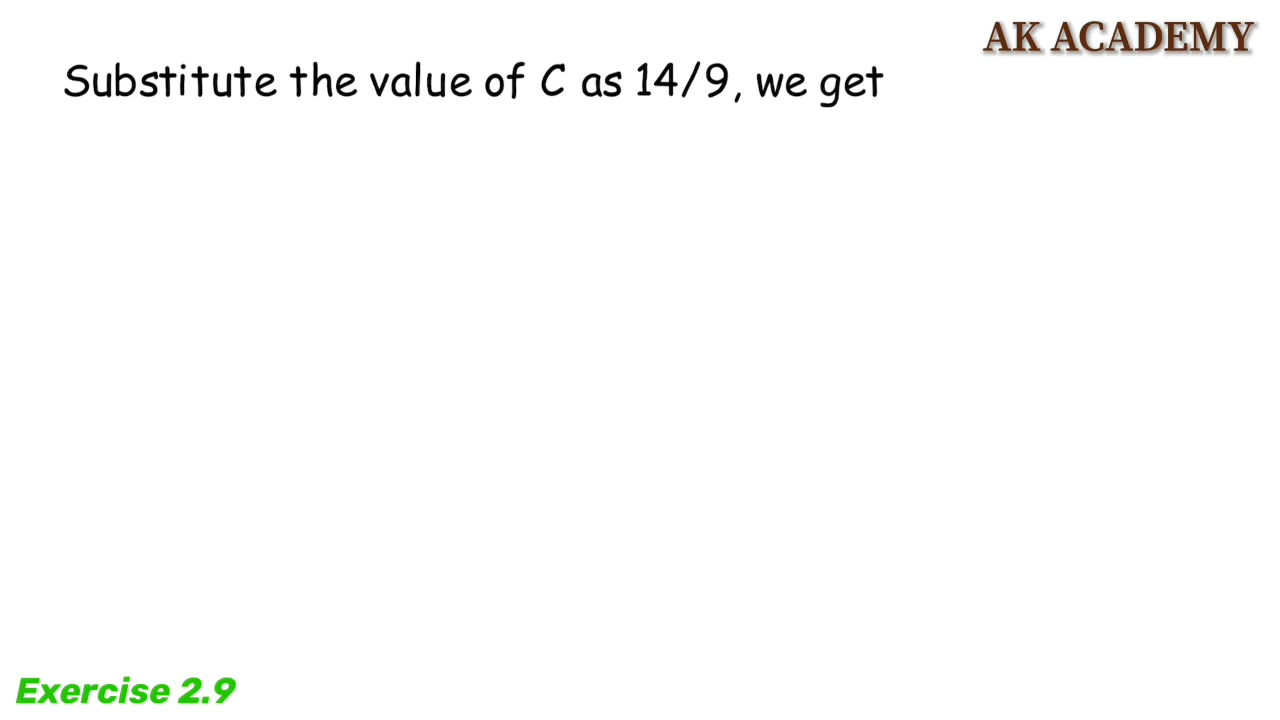 AK ACADEMY
Substitute the value of C as 14/9, we get
Exercise 2.9